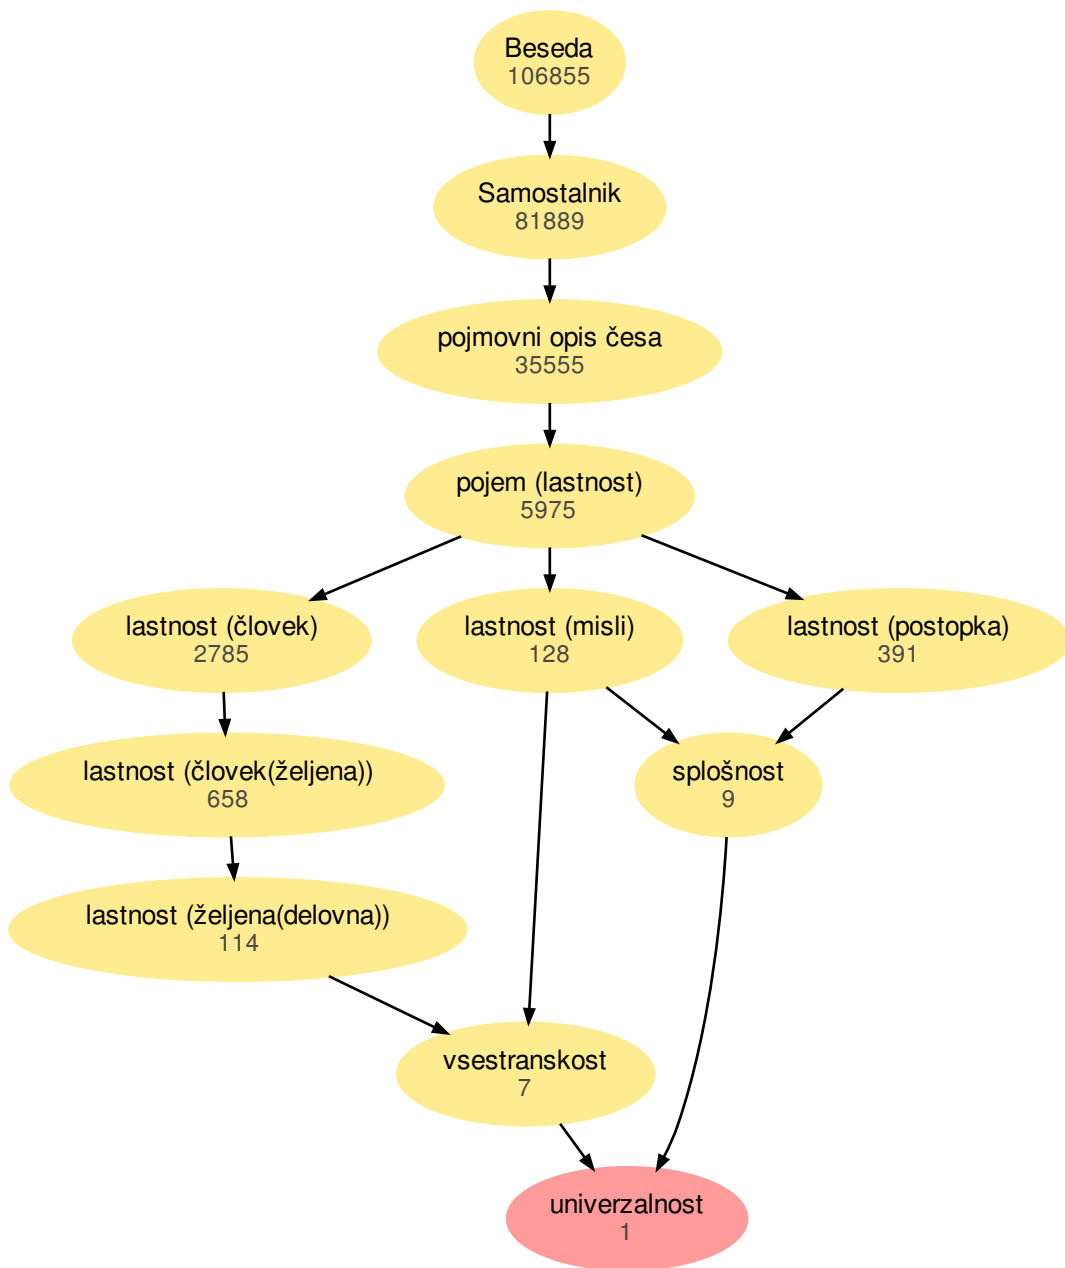 Beseda
106855
Samostalnik
81889
pojmovni opis česa
35555
pojem (lastnost)
5975
lastnost (človek)
2785
lastnost (misli)
128
lastnost (postopka)
391
lastnost (človek(željena))
658
splošnost
9
lastnost (željena(delovna))
114
vsestranskost
7
univerzalnost
1